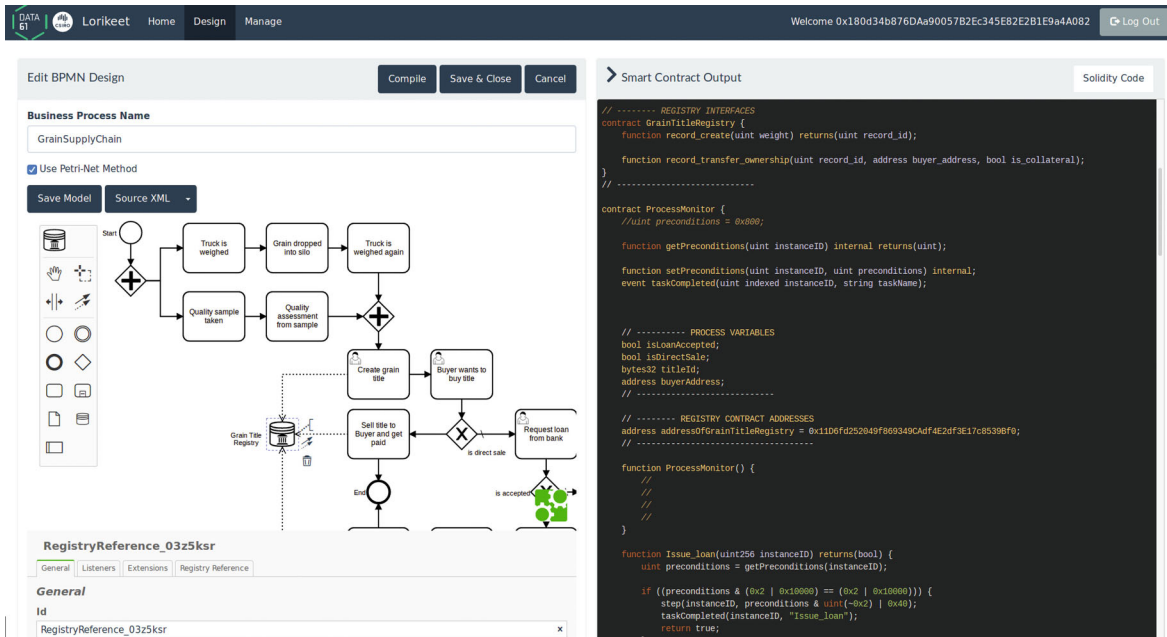 DATA
61
CSIRO
Lorikeet
Home
Design
Manage
Welcome 0x180d34b876DAa90057B2Ec345E82E2B1E9a4A082
Log Out
Edit BPMN Design
Compile
Save & Close
Cancel
Business Process Name
GrainSupplyChain
Use Petri-Net Method
Save Model
Source XML
Start
Truck is
weighed
Grain dropped
into silo
Truck is
weighed again
Quality sample
taken
Quality
assessment
from sample
Create grain
title
Buyer wants to
buy title
Grain Title
Registry
Sell title to
Buyer and get
paid
X
is direct sale
Request loan
from bank
End
is accepted
RegistryReference_03z5ksr
General
Listeners
Extensions
Registry Reference
General
Id
RegistryReference_03z5ksr
x
Smart Contract Output
Solidity Code
// -------- REGISTRY INTERFACES
contract GrainTitleRegistry {
function record_create(uint weight) returns(uint record_id);
function record_transfer_ownership(uint record_id, address buyer_address, bool is_collateral);
}
// ---------------------------
contract ProcessMonitor {
//uint preconditions = 0x800;
function getPreconditions(uint instanceID) internal returns(uint);
function setPreconditions(uint instanceID, uint preconditions) internal;
event taskCompleted(uint indexed instanceID, string taskName);
// ---------- PROCESS VARIABLES
bool isLoanAccepted;
bool isDirectSale;
bytes32 titleId;
address buyerAddress;
// ---------------------------
// -------- REGISTRY CONTRACT ADDRESSES
address addressOfGrainTitleRegistry = 0x11D6fd252049f869349CAdf4E2df3E17c8539Bf0;
// -----------------------------------
function ProcessMonitor() {
//
//
//
//
}
function Issue_loan(uint256 instanceID) returns(bool) {
uint preconditions = getPreconditions(instanceID);
if ((preconditions & (0x2 | 0x10000) == (0x2 | 0x10000))) {
step(instanceID, preconditions & uint(~0x2) | 0x40);
taskCompleted(instanceID, "Issue_loan");
return true;